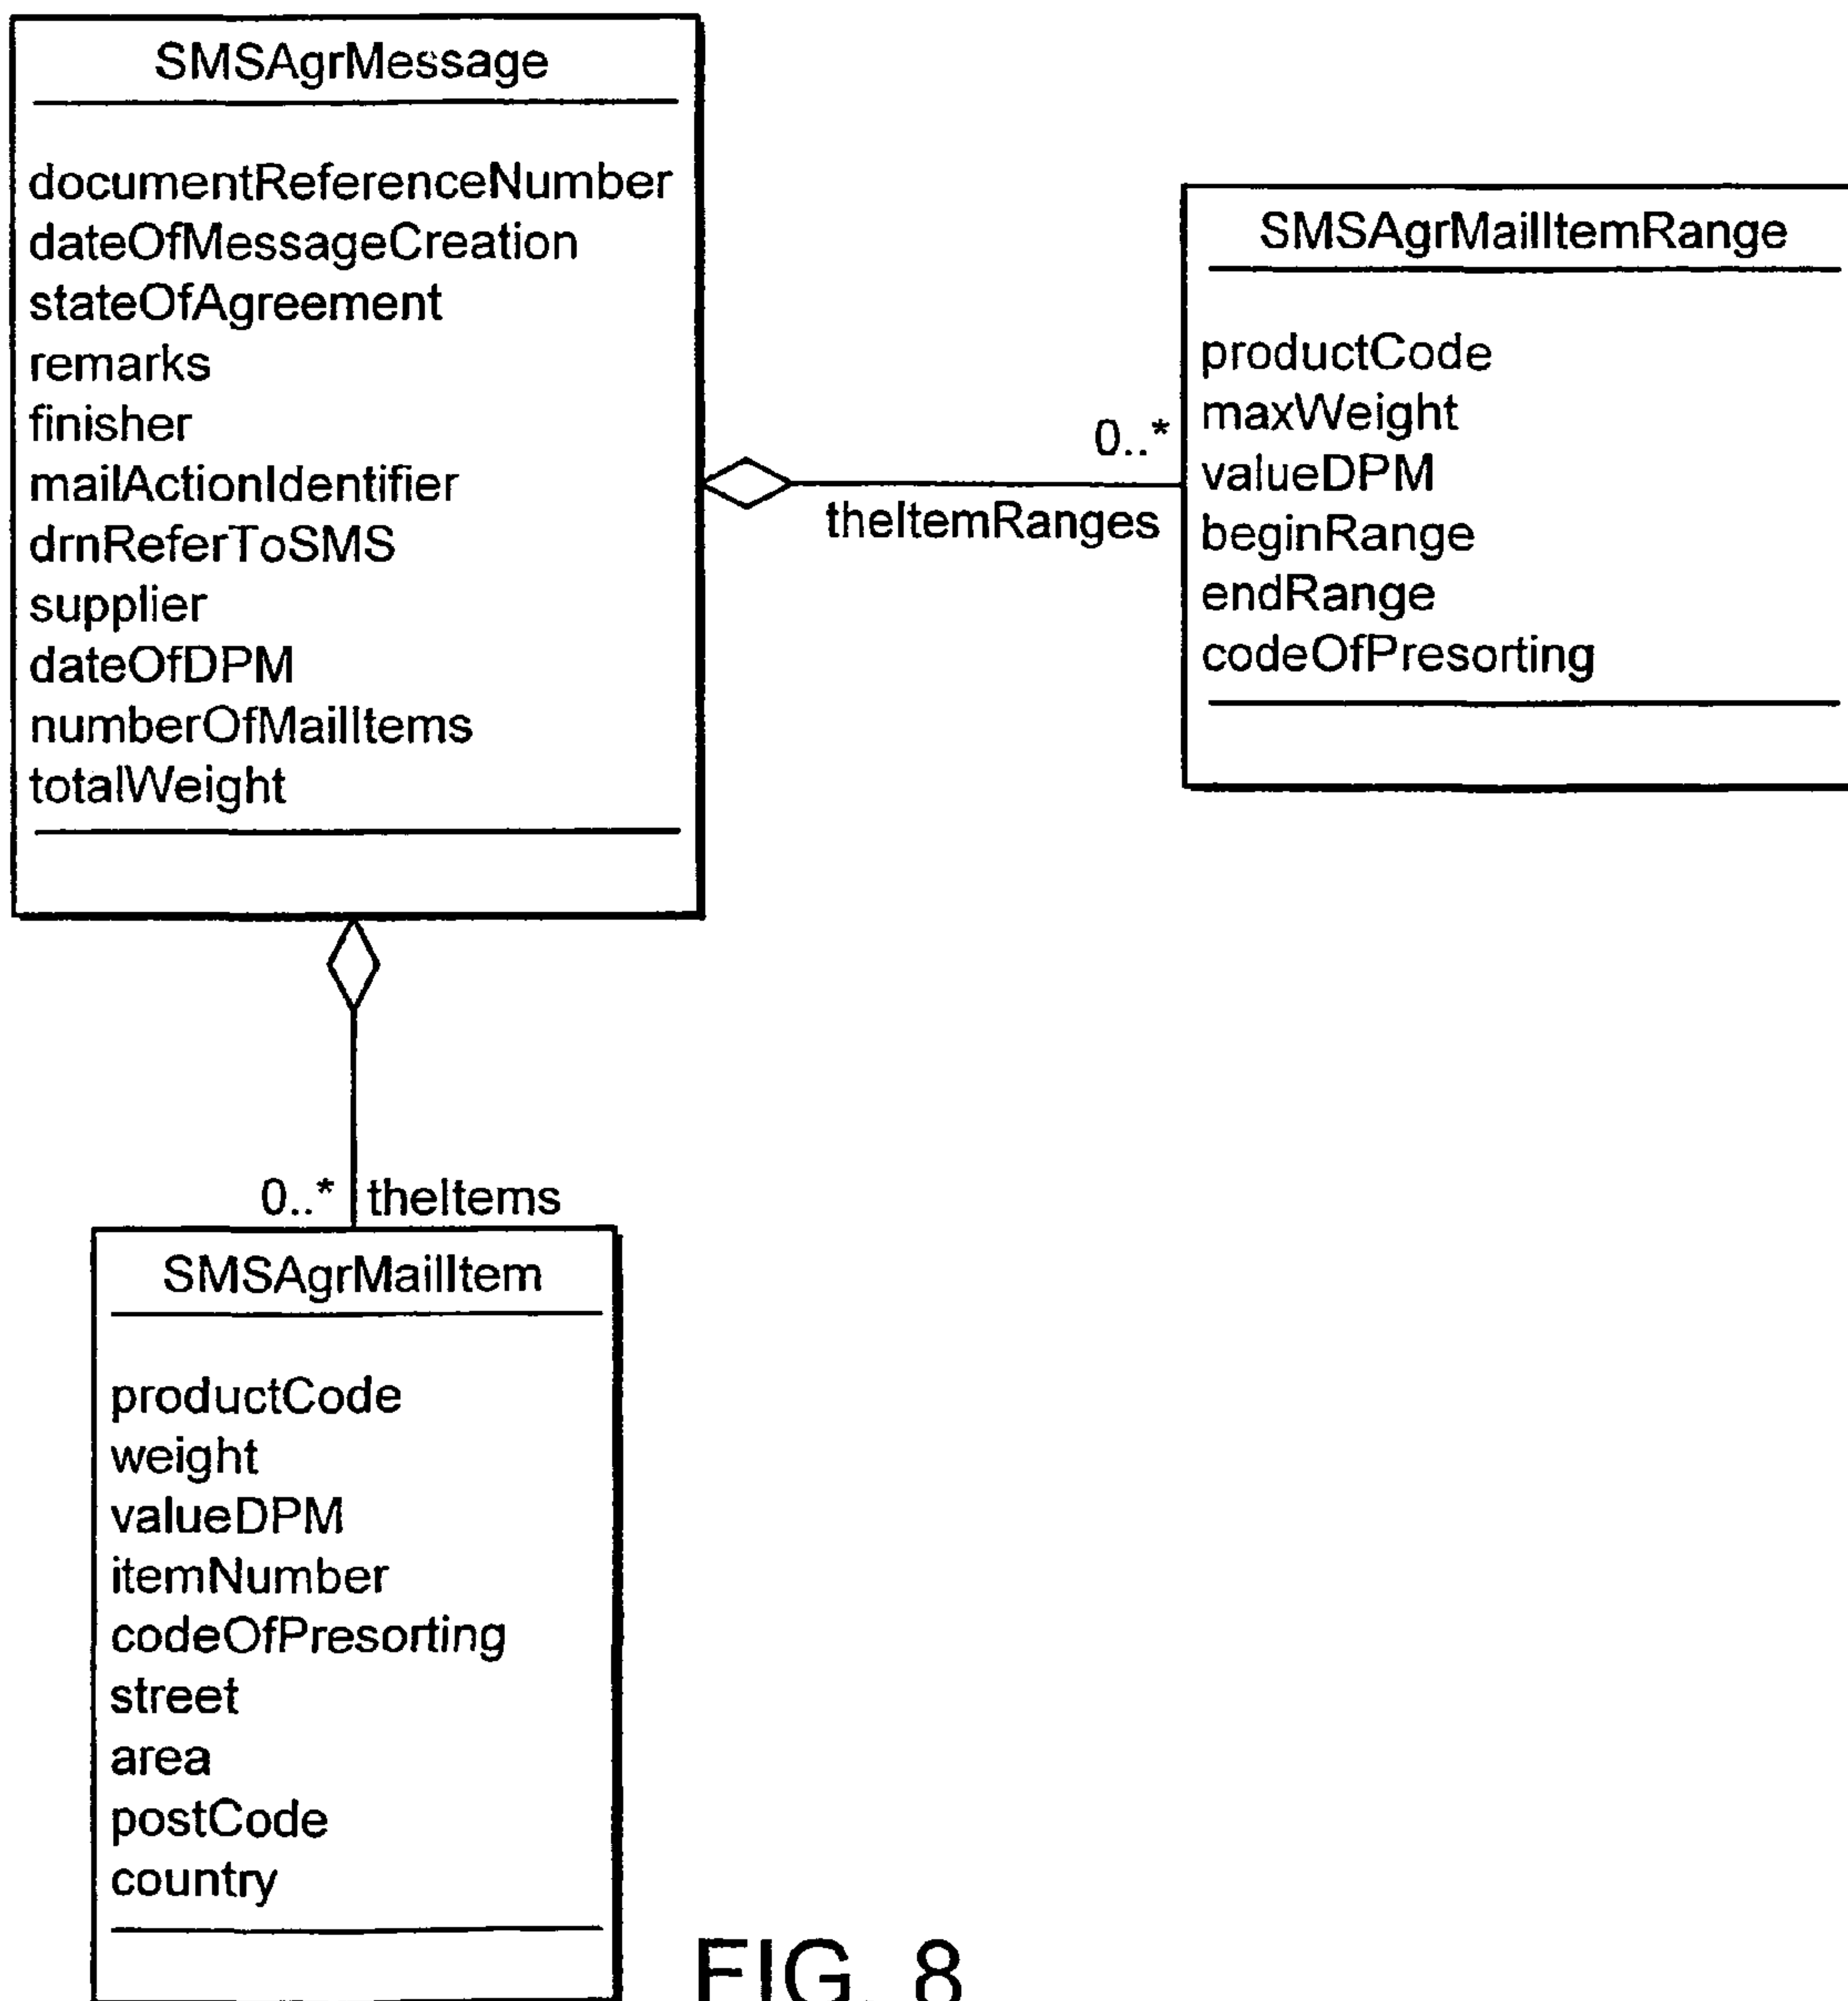 SMSAgrMessage
documentReferenceNumber
dateOfMessageCreation
stateOfAgreement
remarks
finisher
mailActionIdentifier
drnReferToSMS
supplier
dateOfDPM
numberOfMailItems
totalWeight
0..*
theItemRanges
SMSAgrMailItemRange
productCode
maxWeight
valueDPM
beginRange
endRange
codeOfPresorting
0..* theItems
SMSAgrMailItem
productCode
weight
valueDPM
itemNumber
codeOfPresorting
street
area
postCode
country
FIG. 8